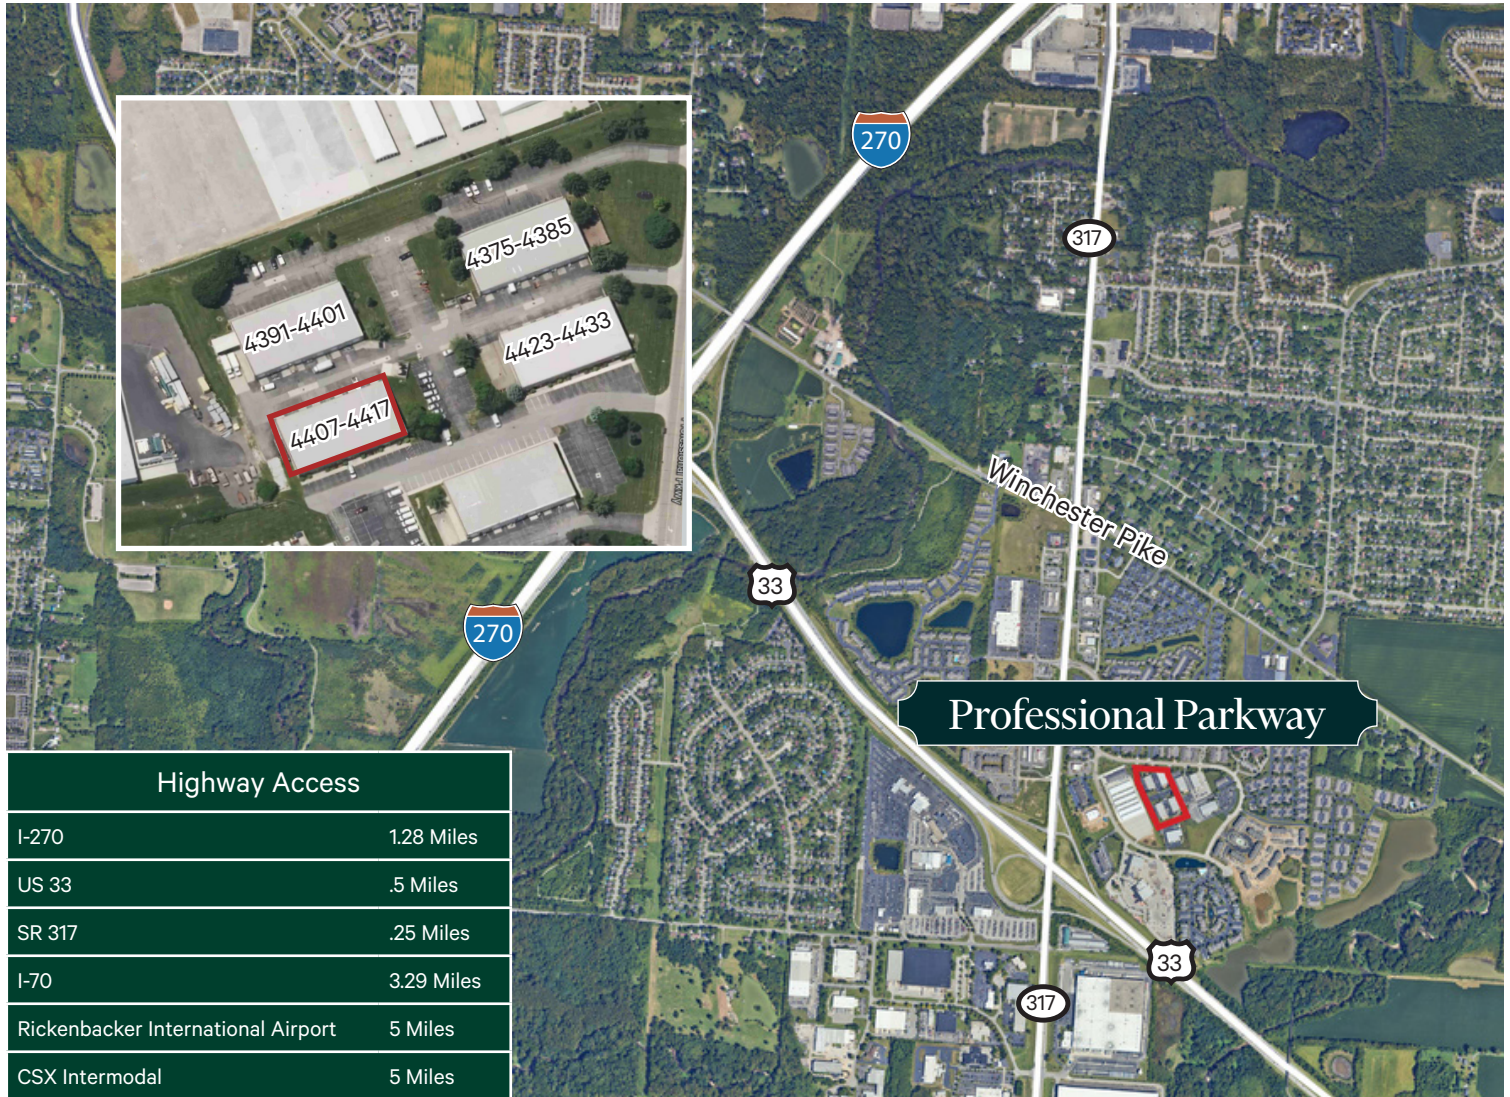 270
317
4375-4385
4391-4401
4423-4433
4407-4417
Winchester Pike
33
270
Professional Parkway
Highway Access
I-270 1.28 Miles
US 33 .5 Miles
SR 317 .25 Miles
I-70 3.29 Miles
Rickenbacker International Airport 5 Miles
CSX Intermodal 5 Miles
33
317